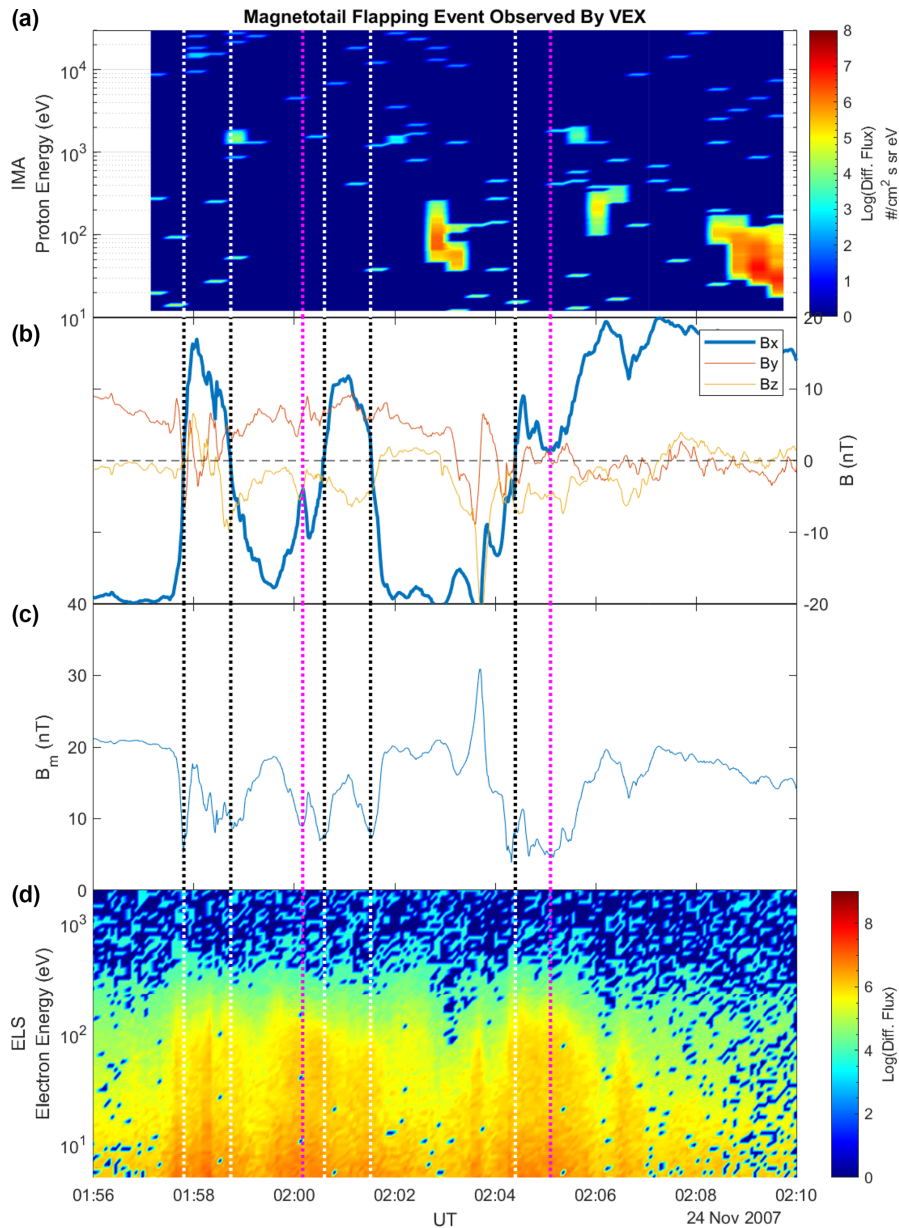 (a)
Magnetotail Flapping Event Observed By VEX
10^4
10^3
10^2
10^1
IMA
Proton Energy (eV)
8
7
6
5
4
3
2
1
0
Log(Diff. Flux)
#/cm^2 s sr eV
(b)
Bx
By
Bz
20
10
0
-10
-20
B (nT)
(c)
40
30
20
10
0
B_m (nT)
(d)
10^3
10^2
10^1
ELS
Electron Energy (eV)
8
6
4
2
0
Log(Diff. Flux)
01:56 01:58 02:00 02:02 02:04 02:06 02:08 02:10
UT
24 Nov 2007